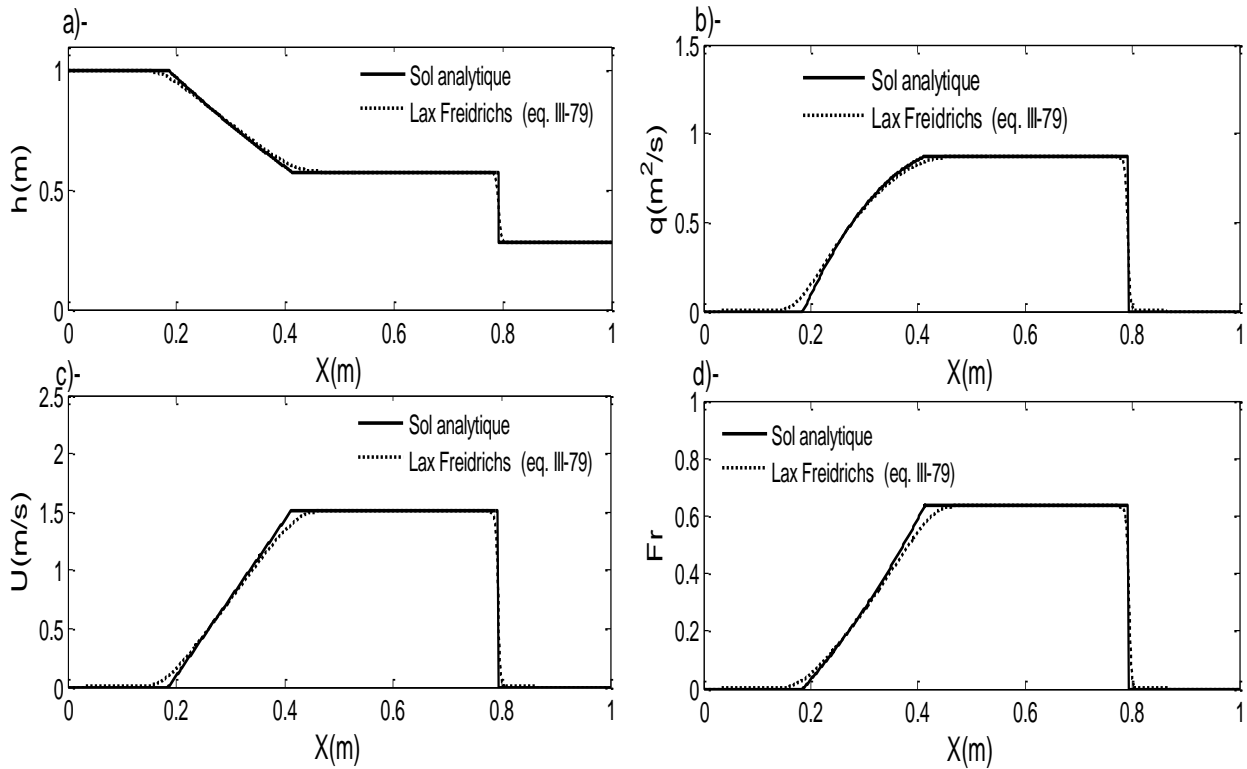 a)-
h(m)
1
0.5
0
Sol analytique
Lax Freidrichs (eq. III-79)
0 0.2 0.4 0.6 0.8 1
X(m)
b)-
q(m²/s)
1.5
1
0.5
0
Sol analytique
Lax Freidrichs (eq. III-79)
0 0.2 0.4 0.6 0.8 1
X(m)
c)-
U(m/s)
2.5
2
1.5
1
0.5
0
Sol analytique
Lax Freidrichs (eq. III-79)
0 0.2 0.4 0.6 0.8 1
X(m)
d)-
Fr
1
0.8
0.6
0.4
0.2
0
Sol analytique
Lax Freidrichs (eq. III-79)
0 0.2 0.4 0.6 0.8 1
X(m)